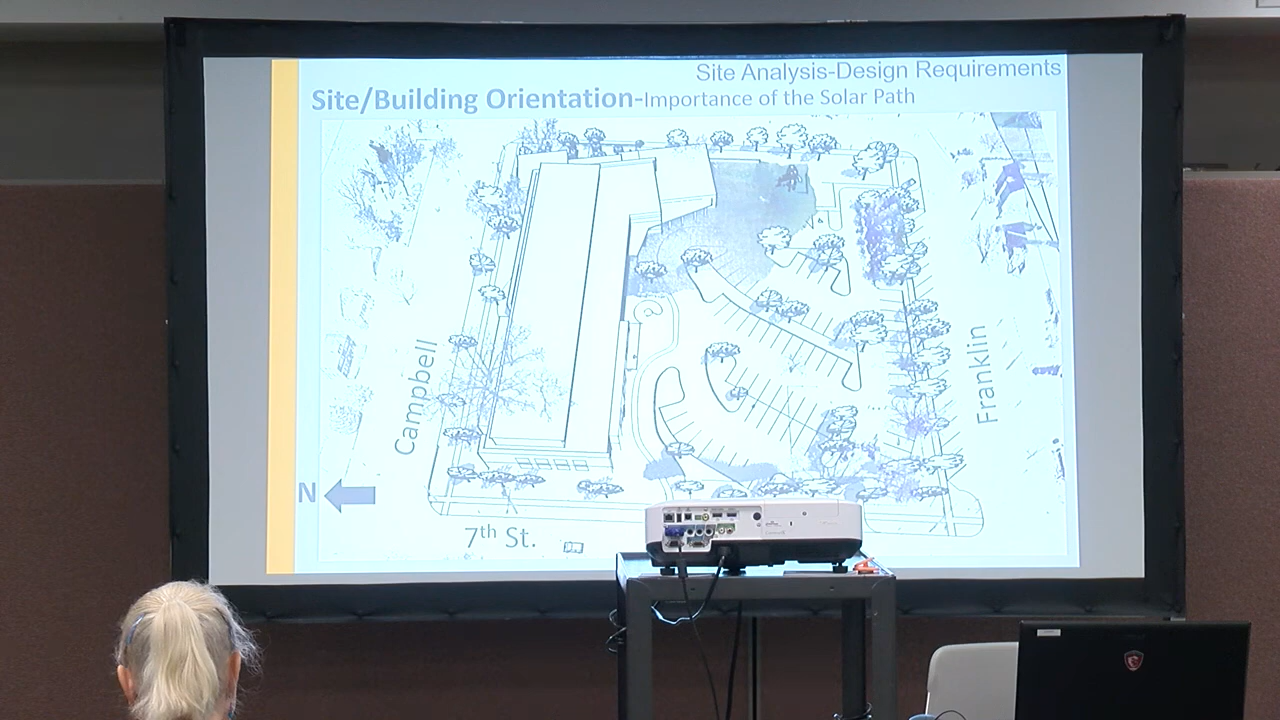 Site Analysis-Design Requirements
Site/Building Orientation-Importance of the Solar Path
Campbell
Franklin
N
7th St.